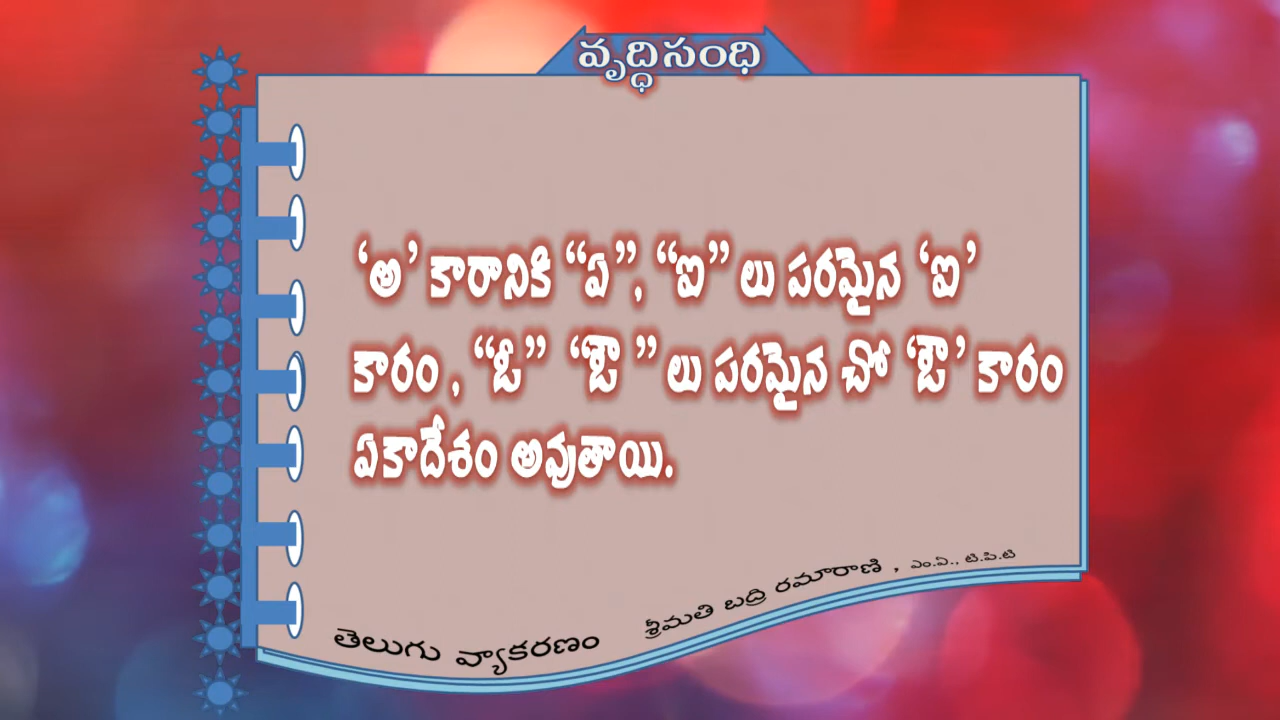 వృద్ధిసంధి
‘అ’ కారానికి “ఏ”, “ఐ” లు పరమైన ‘ఐ’
కారం , “ఓ” “ఔ ” లు పరమైన చో ‘ఔ’ కారం
ఏకాదేశం అవుతాయి.
తెలుగు వ్యాకరణం శ్రీమతి బద్రి రమారాణి , ఎం.ఏ., టి.పి.టి